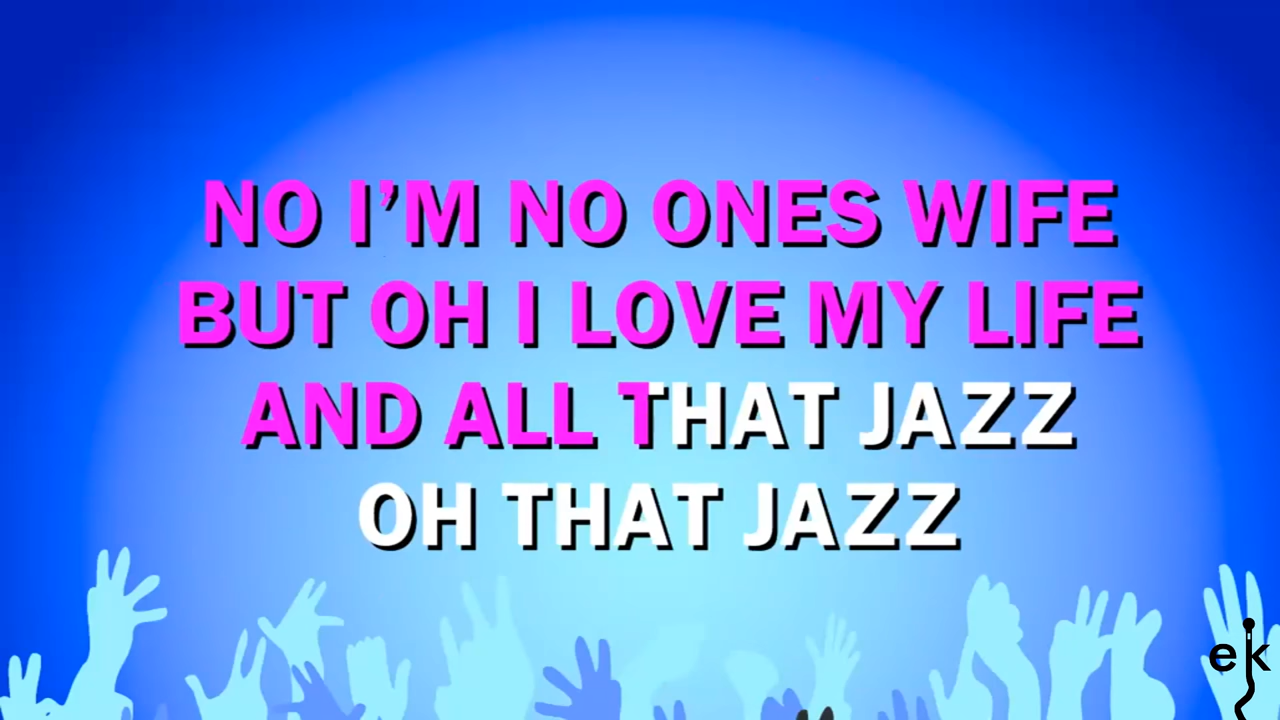 NO I’M NO ONES WIFE
BUT OH I LOVE MY LIFE
AND ALL THAT JAZZ
OH THAT JAZZ
ek